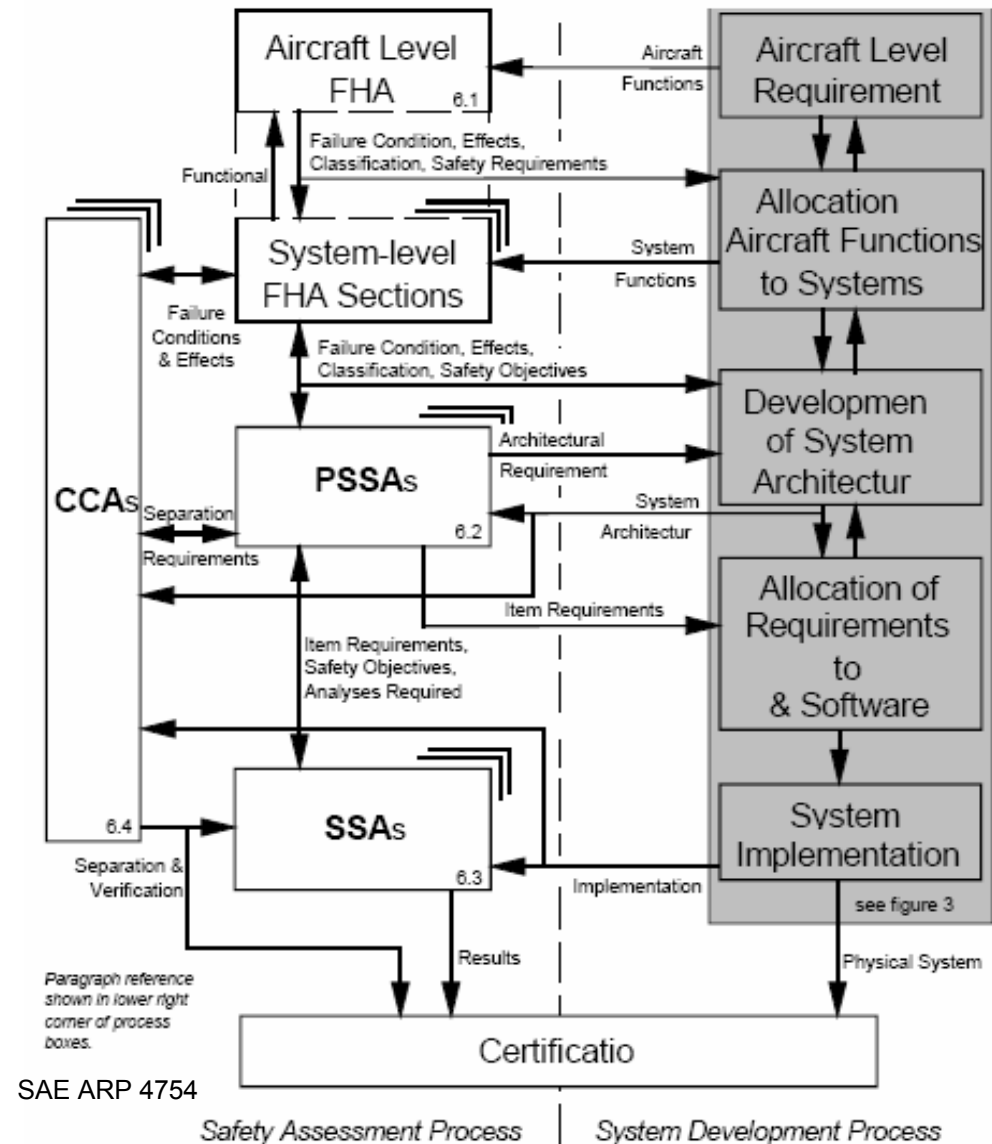 Aircraft Level
FHA
6.1
Aircraft
Functions
Aircraft Level
Requirement
Failure Condition, Effects,
Classification, Safety Requirements
Functional
Allocation
Aircraft Functions
to Systems
System-level
FHA Sections
System
Functions
Failure
Conditions
& Effects
Failure Condition, Effects,
Classification, Safety Objectives
Developmen
of System
Architectur
PSSAs
6.2
Architectural
Requirement
CCAs
Separation
Requirements
System
Architectur
Item Requirements
Allocation of
Requirements
to
& Software
Item Requirements,
Safety Objectives,
Analyses Required
6.4
SSAs
6.3
System
Implementation
Separation &
Verification
Implementation
see figure 3
Results
Physical System
Paragraph reference
shown in lower right
corner of process
boxes.
Certificatio
SAE ARP 4754
Safety Assessment Process
System Development Process